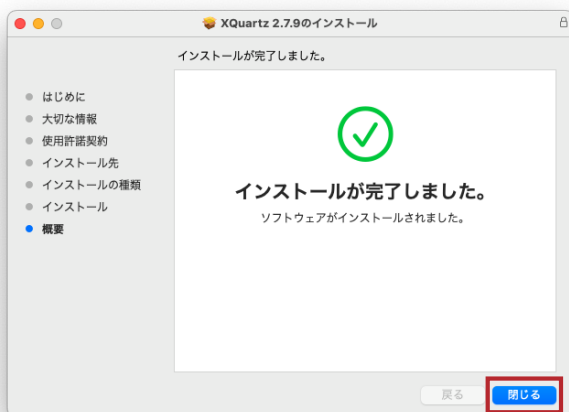 XQuartz 2.7.9のインストール
インストールが完了しました。
はじめに
大切な情報
使用許諾契約
インストール先
インストールの種類
インストール
概要
インストールが完了しました。
ソフトウェアがインストールされました。
戻る
閉じる